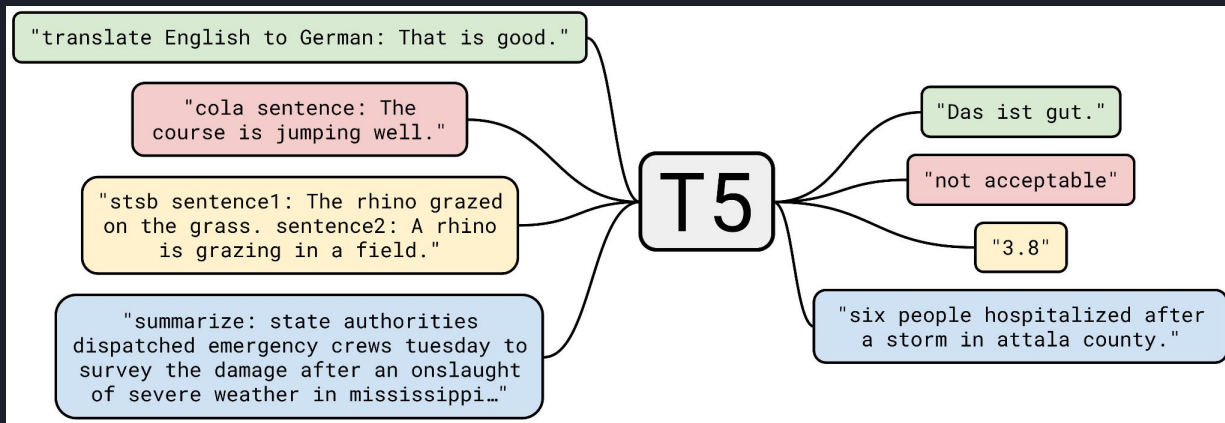 "translate English to German: That is good."
"cola sentence: The
course is jumping well."
"stsb sentence1: The rhino grazed
on the grass. sentence2: A rhino
is grazing in a field."
"summarize: state authorities
dispatched emergency crews tuesday to
survey the damage after an onslaught
of severe weather in mississippi…"
T5
"Das ist gut."
"not acceptable"
"3.8"
"six people hospitalized after
a storm in attala county."